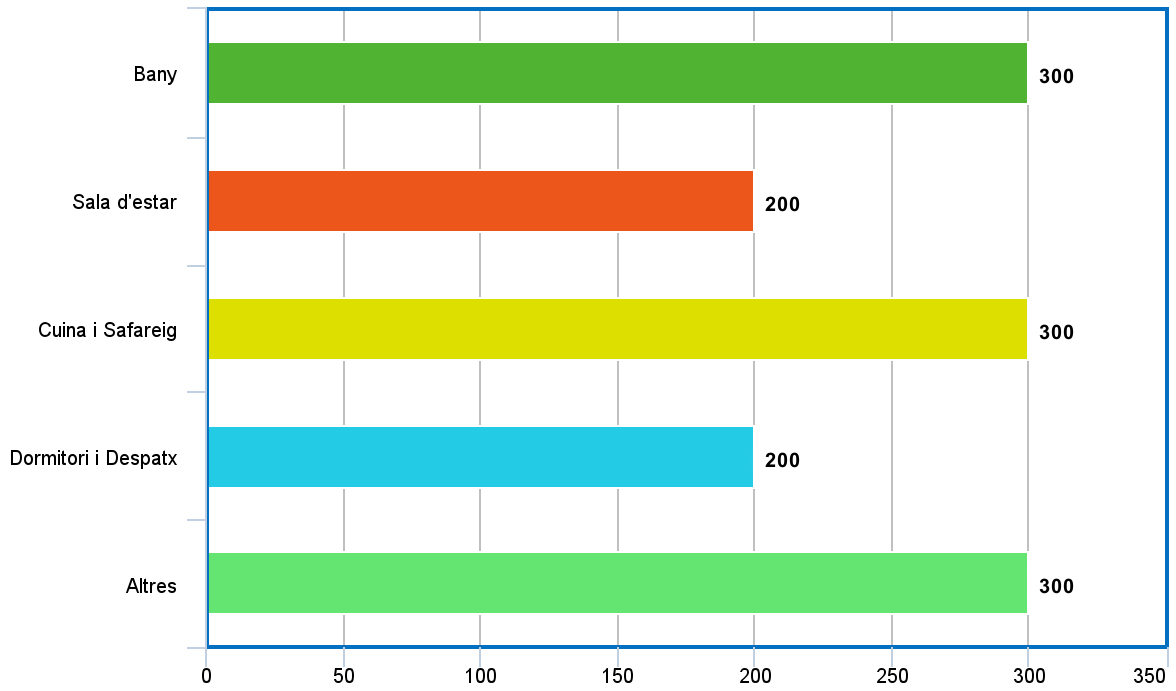 Bany
300
Sala d'estar
200
Cuina i Safareig
300
Dormitori i Despatx
200
Altres
300
0 50 100 150 200 250 300 350